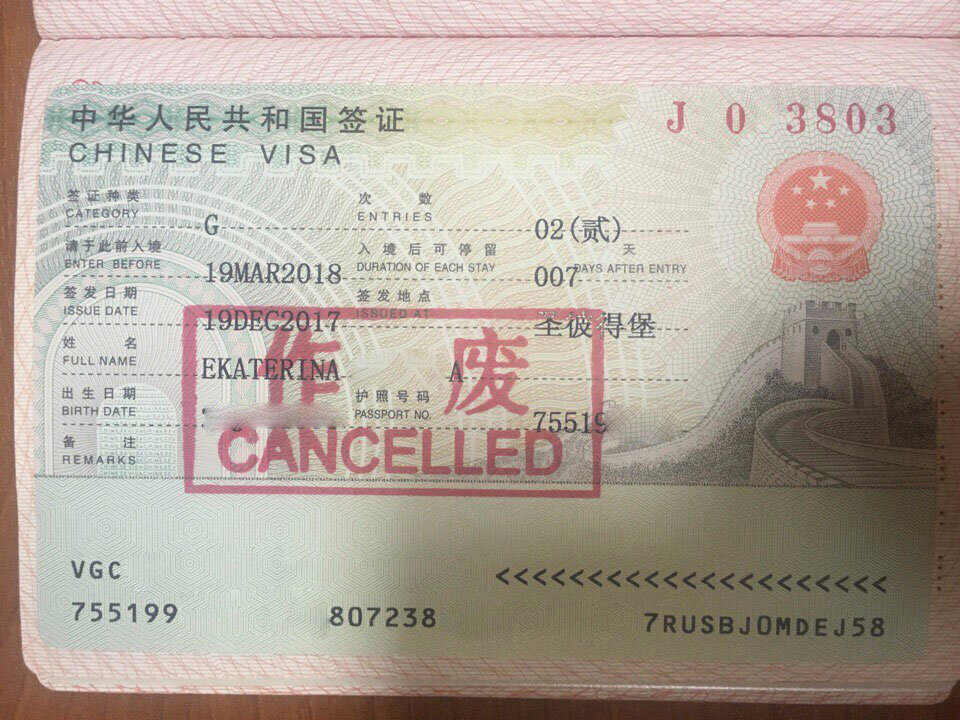 中华人民共和国签证
J 0 3803
CHINESE VISA
签证种类
CATEGORY
G
次数
ENTRIES
02(贰)
请于此前入境
ENTER BEFORE
19MAR2018
入境后可停留
DURATION OF EACH STAY
007
天
DAYS AFTER ENTRY
签发日期
ISSUE DATE
19DEC2017
签发地点
ISSUED AT
圣彼得堡
姓名
FULL NAME
EKATERINA A
出生日期
BIRTH DATE
护照号码
PASSPORT NO.
75519
备注
REMARKS
作废
CANCELLED
VGC
<<<<<<<<<<<<<<<<<<<<<<
755199
807238
7RUSBJOMDEJ58